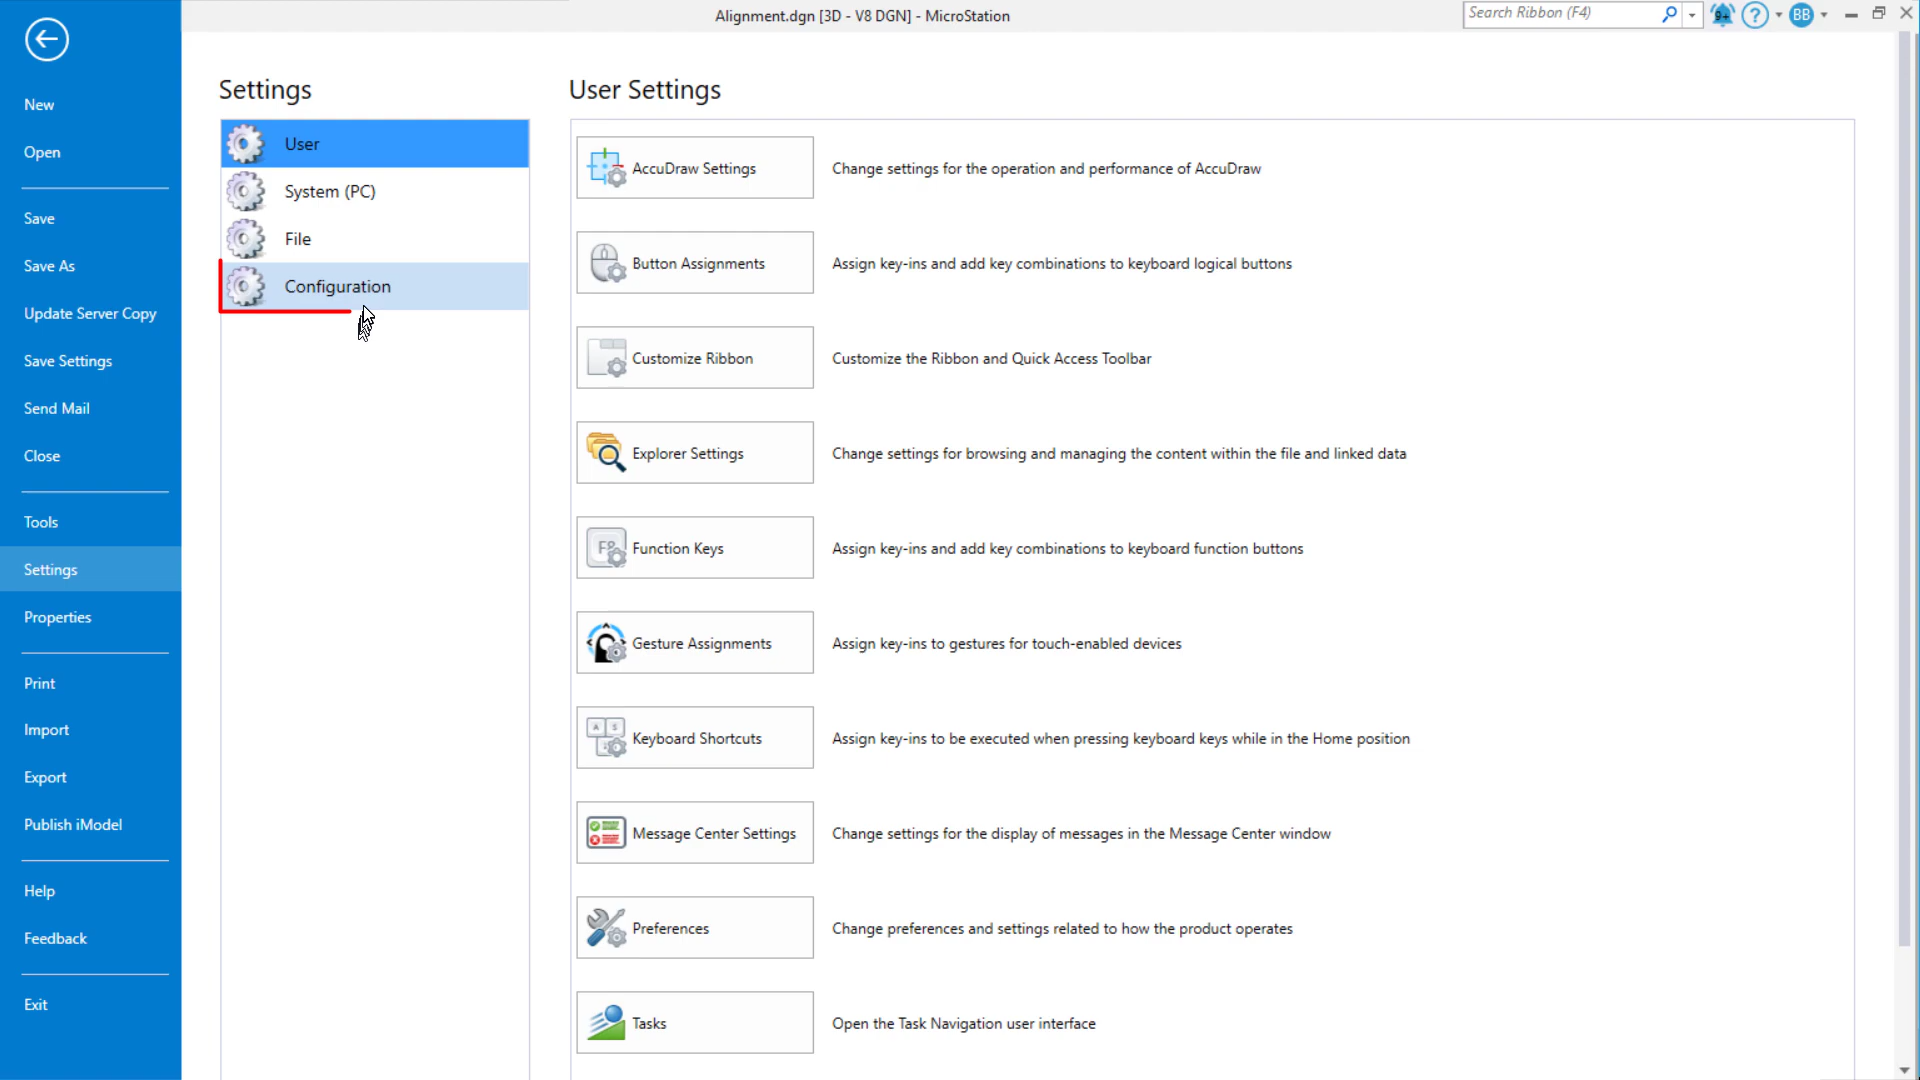 Alignment.dgn [3D - V8 DGN] - MicroStation
Search Ribbon (F4)
9+
?
BB
New
Open
Save
Save As
Update Server Copy
Save Settings
Send Mail
Close
Tools
Settings
Properties
Print
Import
Export
Publish iModel
Help
Feedback
Exit
Settings
User
System (PC)
File
Configuration
User Settings
AccuDraw Settings
Change settings for the operation and performance of AccuDraw
Button Assignments
Assign key-ins and add key combinations to keyboard logical buttons
Customize Ribbon
Customize the Ribbon and Quick Access Toolbar
Explorer Settings
Change settings for browsing and managing the content within the file and linked data
Function Keys
Assign key-ins and add key combinations to keyboard function buttons
Gesture Assignments
Assign key-ins to gestures for touch-enabled devices
A S
Keyboard Shortcuts
Assign key-ins to be executed when pressing keyboard keys while in the Home position
Message Center Settings
Change settings for the display of messages in the Message Center window
Preferences
Change preferences and settings related to how the product operates
Tasks
Open the Task Navigation user interface